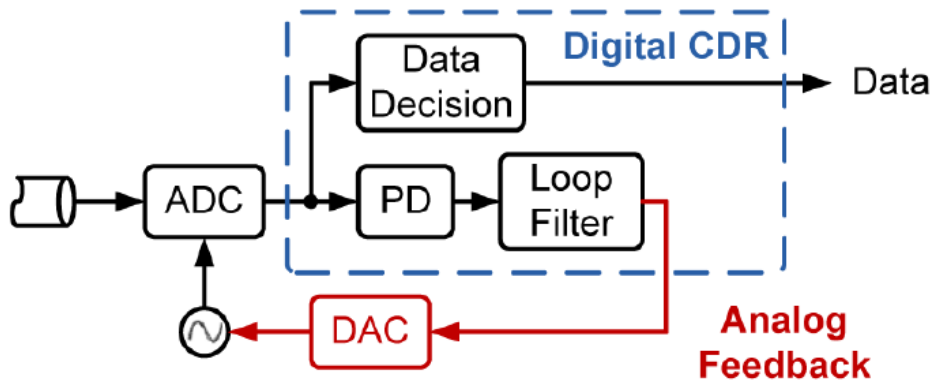 Digital CDR
Data
Decision
Data
ADC
PD
Loop
Filter
DAC
Analog
Feedback